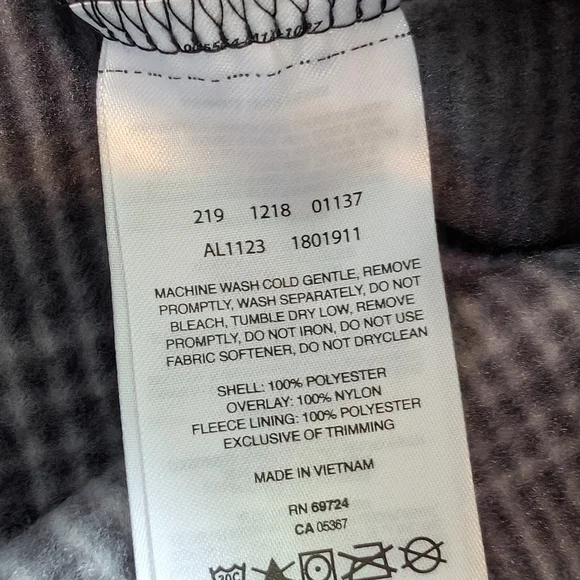 219 1218 01137
AL1123 1801911
MACHINE WASH COLD GENTLE, REMOVE
PROMPTLY, WASH SEPARATELY, DO NOT
BLEACH, TUMBLE DRY LOW, REMOVE
PROMPTLY, DO NOT IRON, DO NOT USE
FABRIC SOFTENER, DO NOT DRYCLEAN
SHELL: 100% POLYESTER
OVERLAY: 100% NYLON
FLEECE LINING: 100% POLYESTER
EXCLUSIVE OF TRIMMING
MADE IN VIETNAM
RN 69724
CA 05367
30C